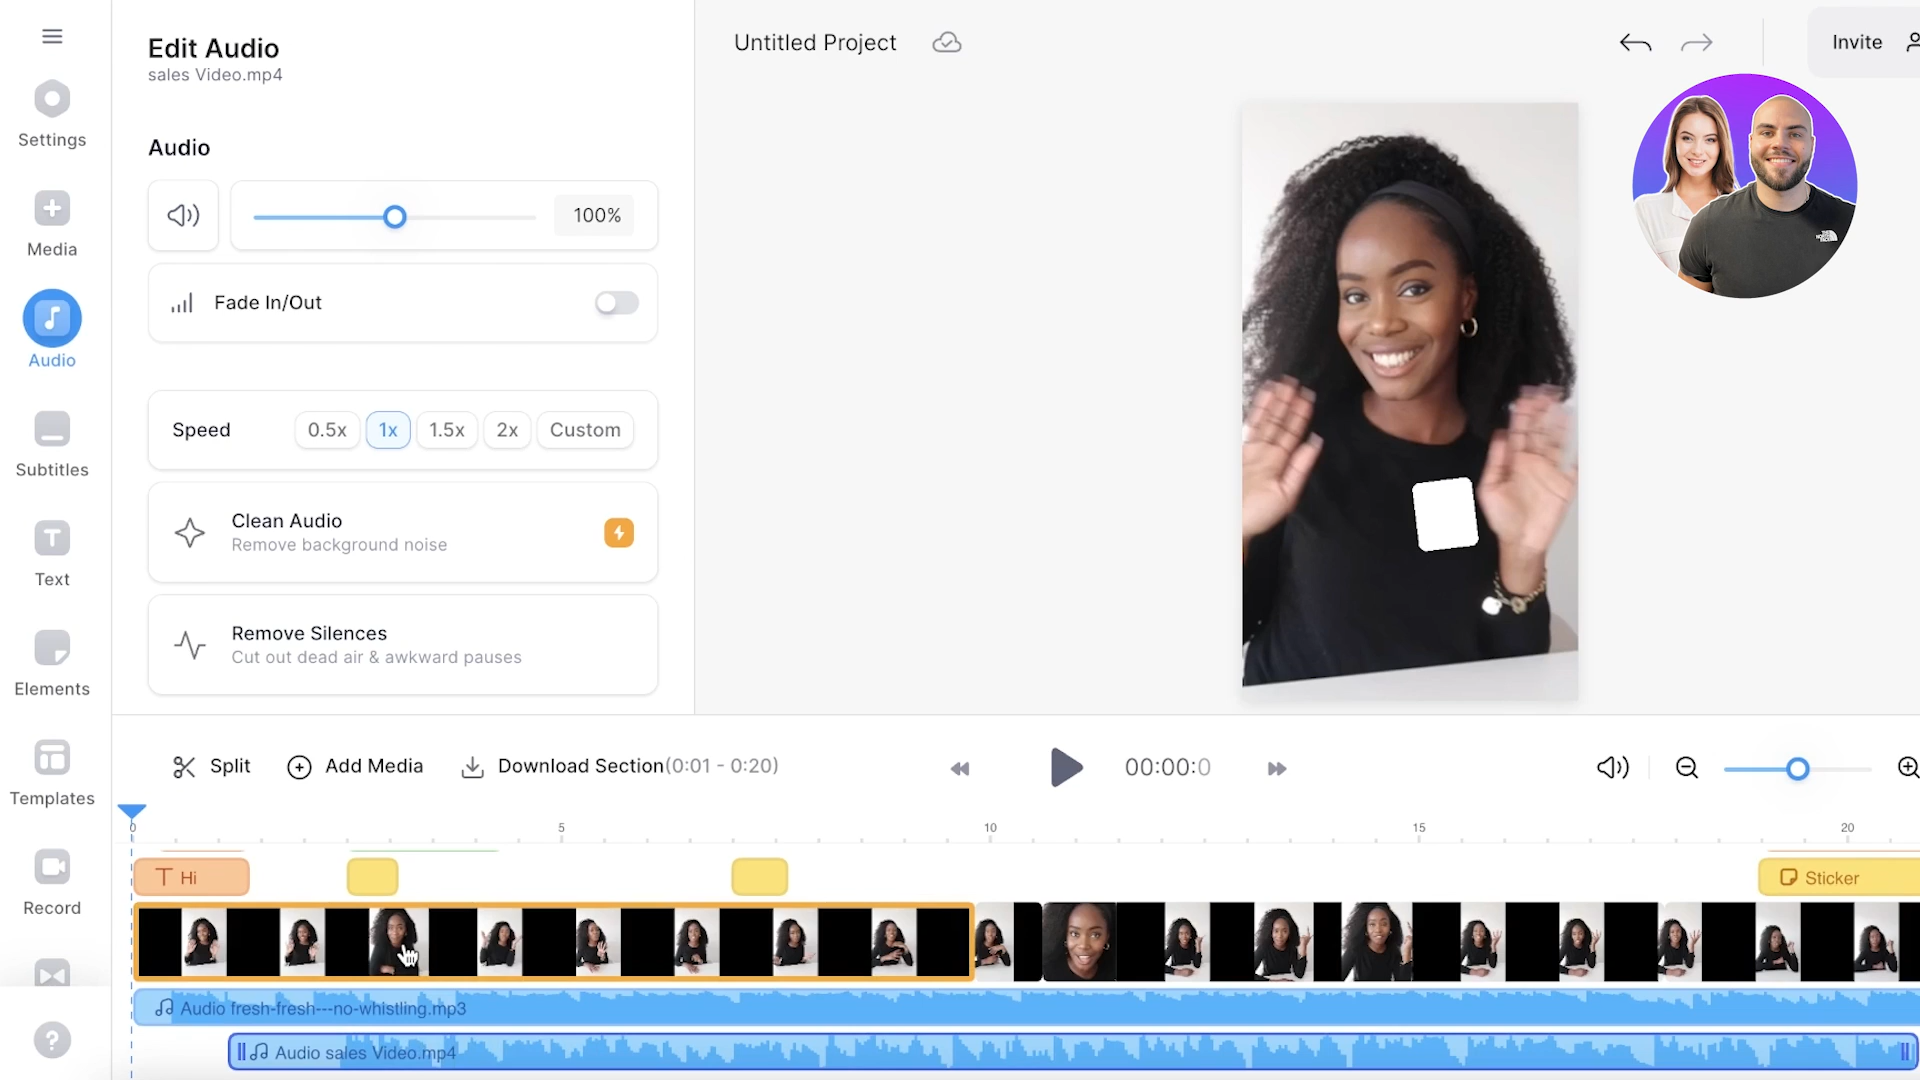 Edit Audio
sales Video.mp4
Untitled Project
Invite
Settings
Media
Audio
Subtitles
Text
Elements
Templates
Record
Audio
100%
Fade In/Out
Speed
0.5x
1x
1.5x
2x
Custom
Clean Audio
Remove background noise
Remove Silences
Cut out dead air & awkward pauses
THE NORTH FACE
Split
Add Media
Download Section(0:01 - 0:20)
00:00:0
0
5
10
15
20
T Hi
Sticker
Audio fresh-fresh---no-whistling.mp3
Audio sales Video.mp4
?